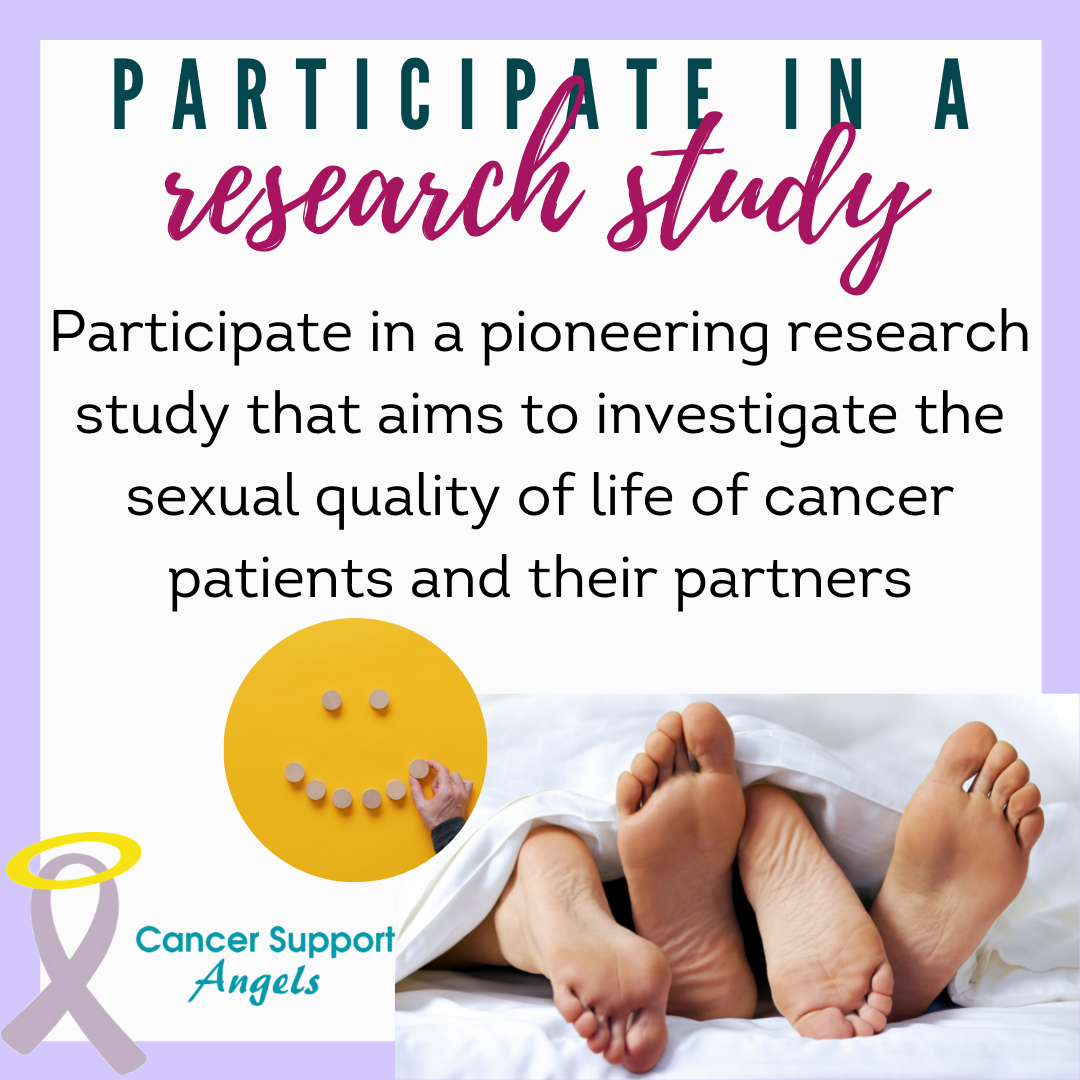 PARTICIPATE IN A
research study
Participate in a pioneering research
study that aims to investigate the
sexual quality of life of cancer
patients and their partners
Cancer Support
Angels